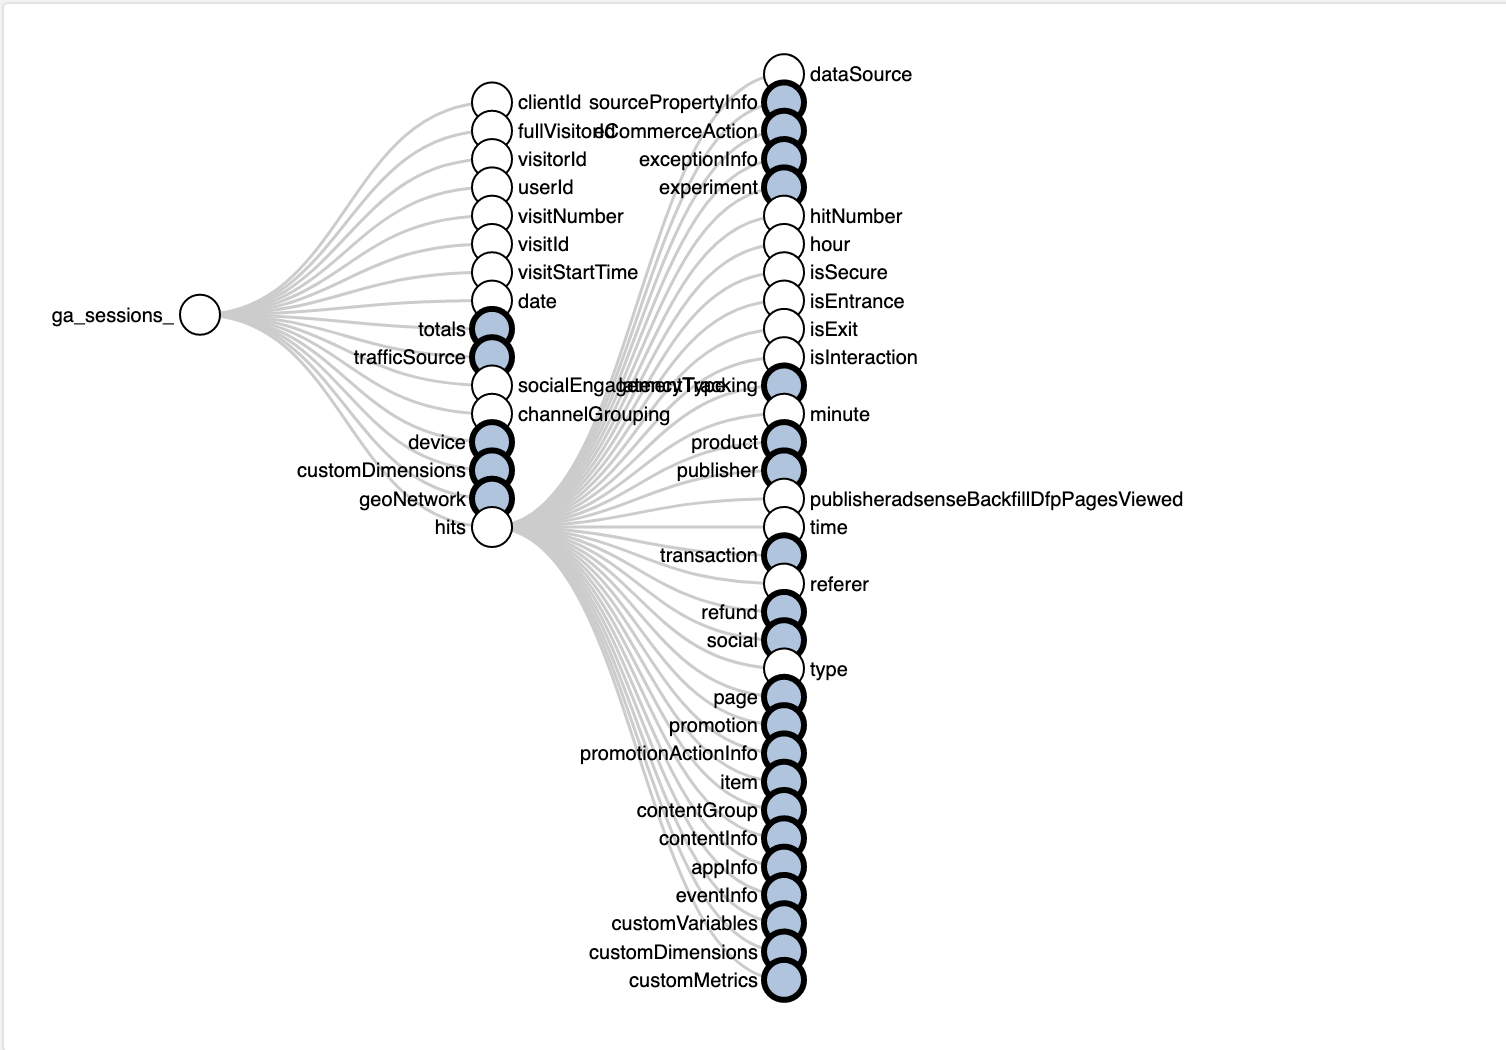 ga_sessions_
clientId
fullVisitorId
visitorId
userId
visitNumber
visitId
visitStartTime
date
totals
trafficSource
socialEngagementType
channelGrouping
device
customDimensions
geoNetwork
hits
dataSource
sourcePropertyInfo
eCommerceAction
exceptionInfo
experiment
hitNumber
hour
isSecure
isEntrance
isExit
isInteraction
latencyTracking
minute
product
publisher
publisheradsenseBackfillDfpPagesViewed
time
transaction
referer
refund
social
type
page
promotion
promotionActionInfo
item
contentGroup
contentInfo
appInfo
eventInfo
customVariables
customDimensions
customMetrics